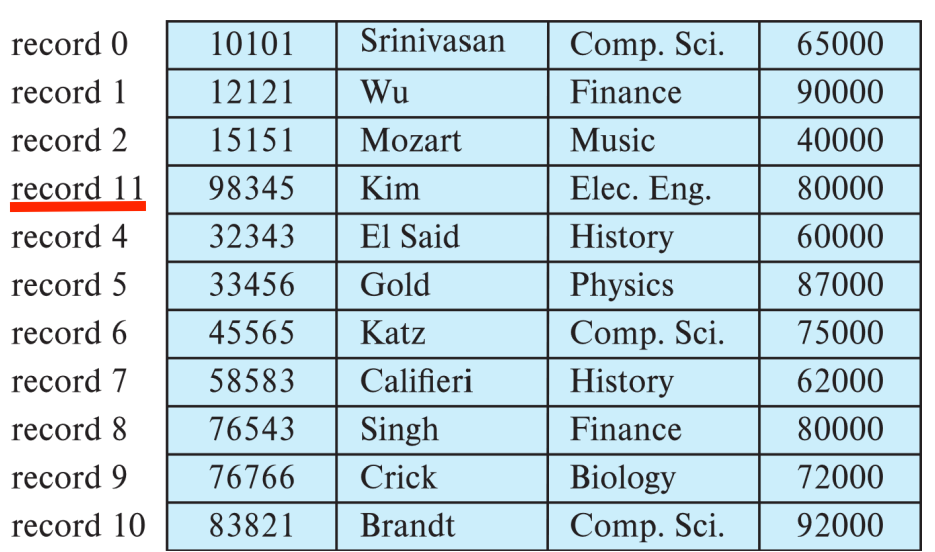 record 0 10101 Srinivasan Comp. Sci. 65000
record 1 12121 Wu Finance 90000
record 2 15151 Mozart Music 40000
record 11 98345 Kim Elec. Eng. 80000
record 4 32343 El Said History 60000
record 5 33456 Gold Physics 87000
record 6 45565 Katz Comp. Sci. 75000
record 7 58583 Califieri History 62000
record 8 76543 Singh Finance 80000
record 9 76766 Crick Biology 72000
record 10 83821 Brandt Comp. Sci. 92000